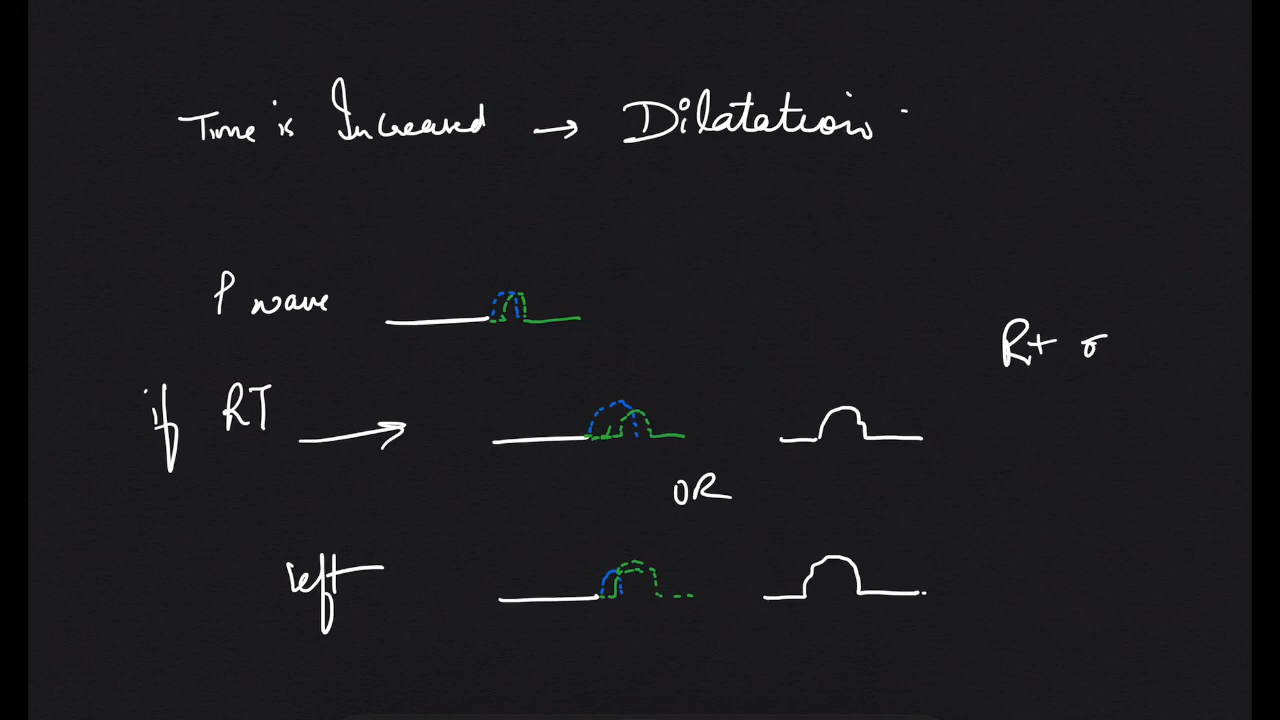 Time is Increased → Dilatation
P wave
R+ o
if RT →
OR
left